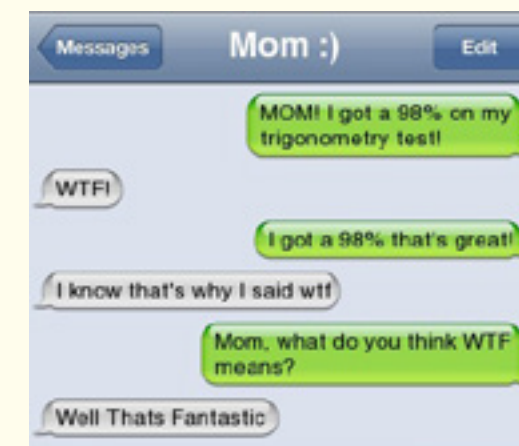 Messages
Mom :)
Edit
MOM! I got a 98% on my
trigonometry test!
WTF!
I got a 98% that's great!
I know that's why I said wtf
Mom, what do you think WTF
means?
Well Thats Fantastic